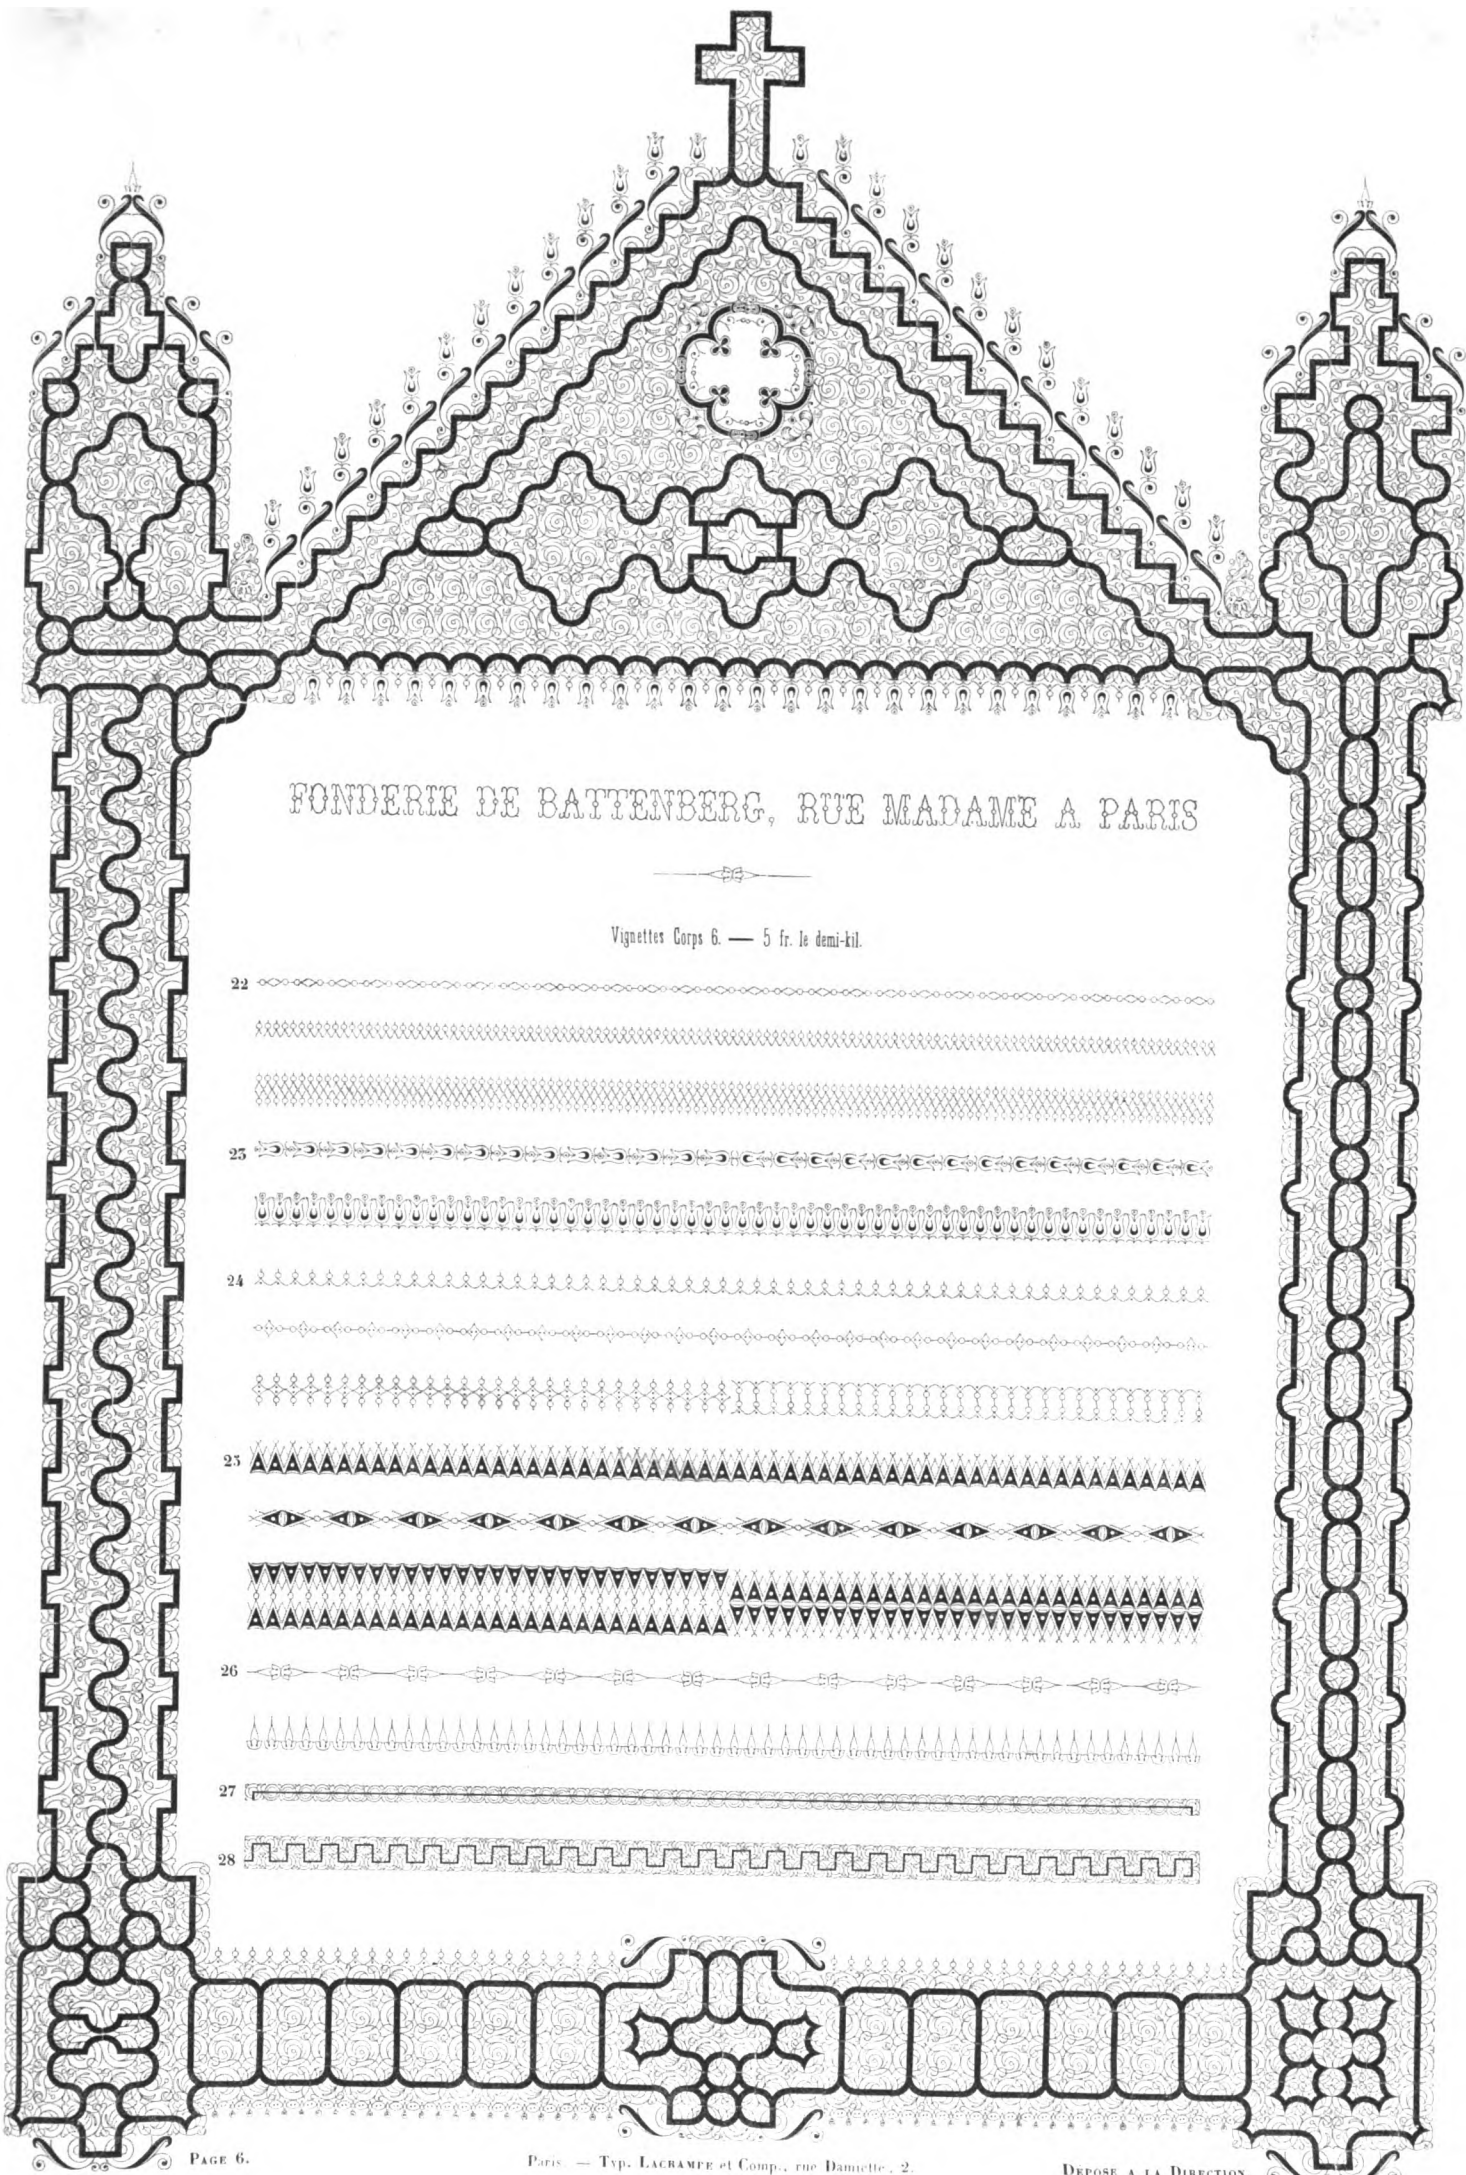 FONDERIE DE BATTENBERG, RUE MADAME A PARIS
Vignettes Corps 6. — 5 fr. le demi-kil.
22
23
24
25
26
27
28
PAGE 6.
Paris. — Typ. LACRAMPE et Comp., rue Damiette, 2.
DÉPOSÉ A LA DIRECTION